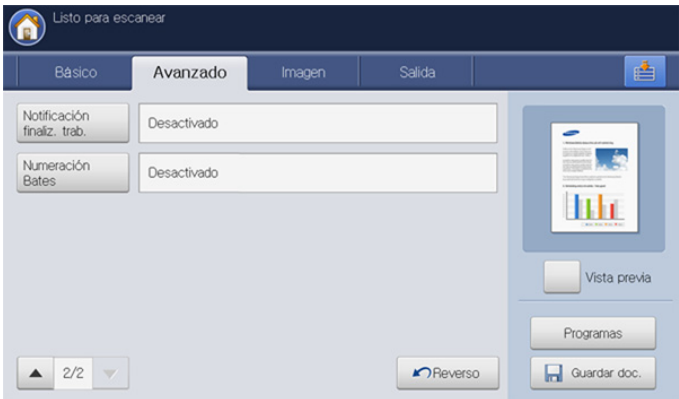 Listo para escanear
Básico
Avanzado
Imagen
Salida
Notificación
finaliz. trab.
Desactivado
Numeración
Bates
Desactivado
Vista previa
Programas
2/2
Reverso
Guardar doc.